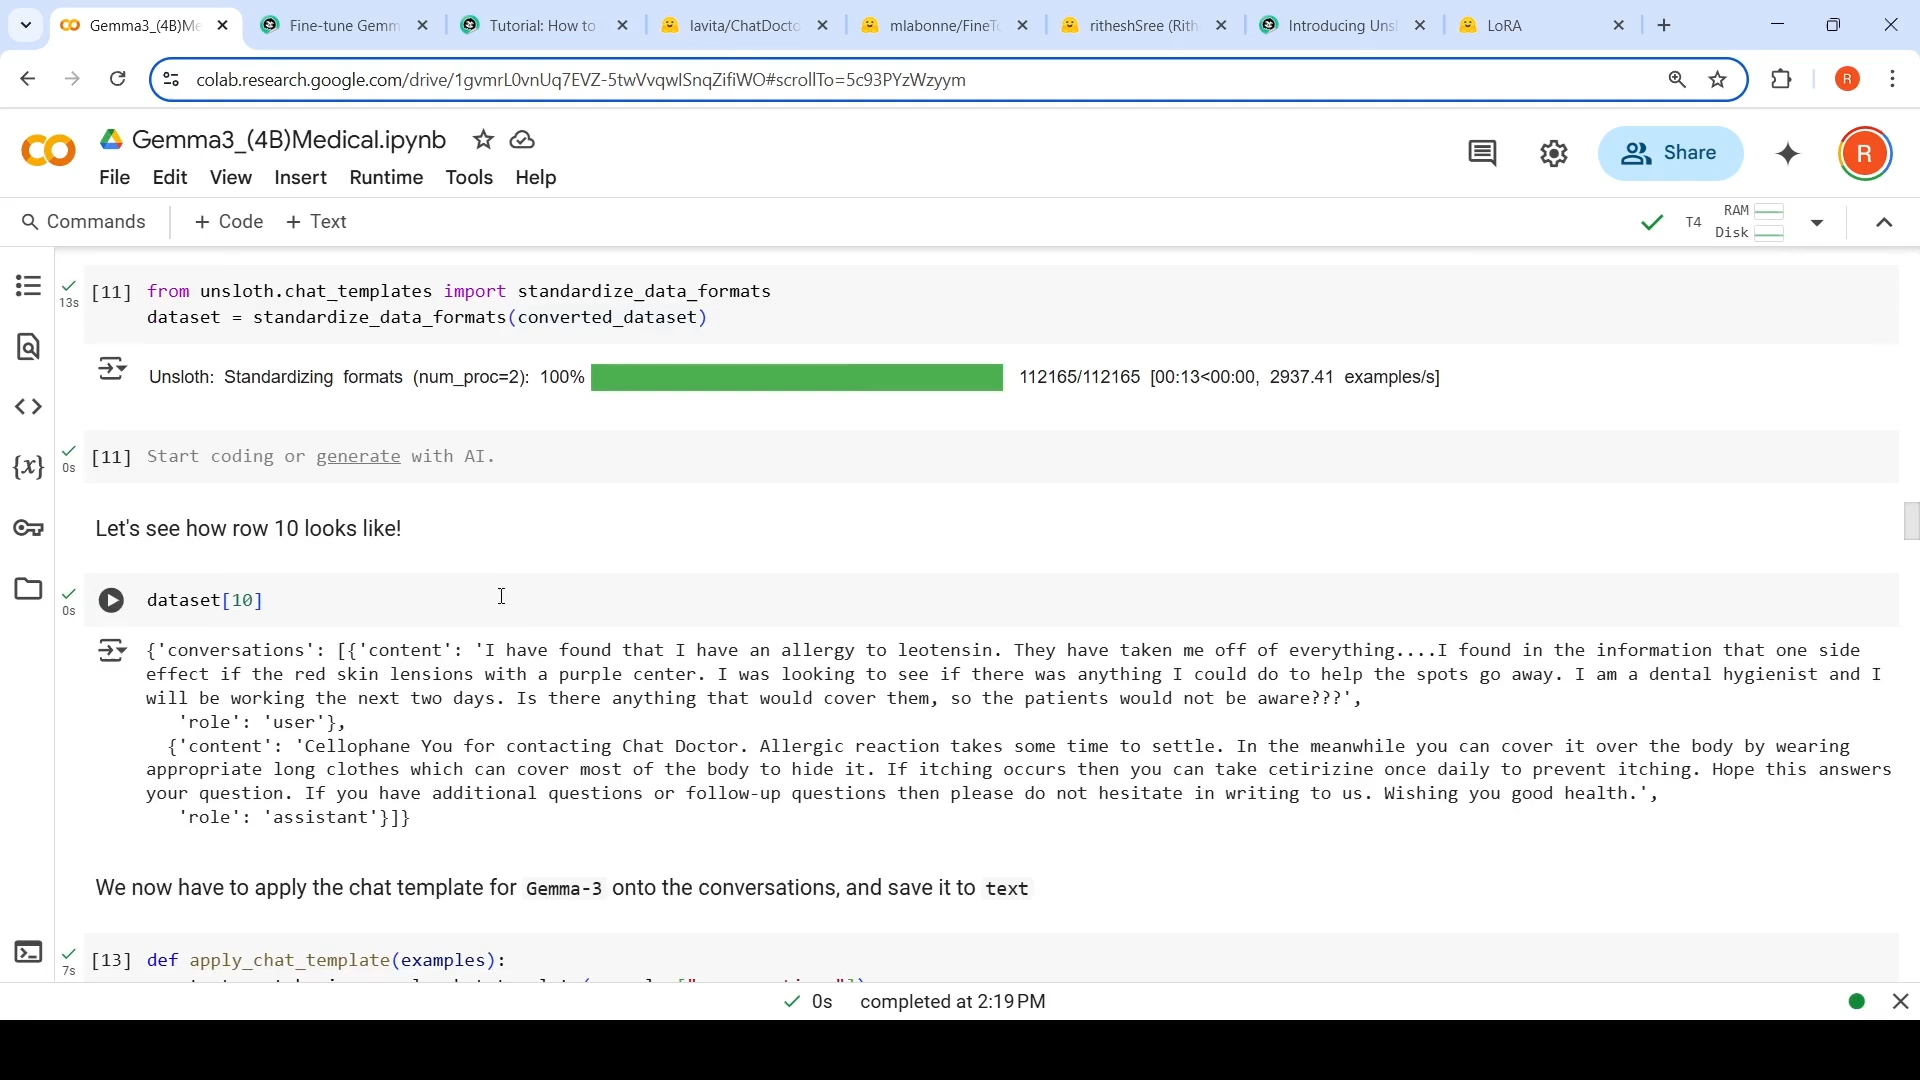 Gemma3_(4B)Me
Fine-tune Gemm
Tutorial: How to
lavita/ChatDocto
mlabonne/FineTo
ritheshSree (Rith
Introducing Uns
LoRA
colab.research.google.com/drive/1gvmrL0vnUq7EVZ-5twVvqwlSnqZifiWO#scrollTo=5c93PYzWzyym
R
Gemma3_(4B)Medical.ipynb
Share
R
File Edit View Insert Runtime Tools Help
Commands + Code + Text
T4 RAM
Disk
[11] from unsloth.chat_templates import standardize_data_formats
13s
dataset = standardize_data_formats(converted_dataset)
Unsloth: Standardizing formats (num_proc=2): 100% 112165/112165 [00:13<00:00, 2937.41 examples/s]
[11] Start coding or generate with AI.
0s
Let's see how row 10 looks like!
dataset[10]
0s
{'conversations': [{'content': 'I have found that I have an allergy to leotensin. They have taken me off of everything....I found in the information that one side
effect if the red skin lensions with a purple center. I was looking to see if there was anything I could do to help the spots go away. I am a dental hygienist and I
will be working the next two days. Is there anything that would cover them, so the patients would not be aware???',
'role': 'user'},
{'content': 'Cellophane You for contacting Chat Doctor. Allergic reaction takes some time to settle. In the meanwhile you can cover it over the body by wearing
appropriate long clothes which can cover most of the body to hide it. If itching occurs then you can take cetirizine once daily to prevent itching. Hope this answers
your question. If you have additional questions or follow-up questions then please do not hesitate in writing to us. Wishing you good health.',
'role': 'assistant'}]}
We now have to apply the chat template for Gemma-3 onto the conversations, and save it to text
[13] def apply_chat_template(examples):
7s
0s completed at 2:19 PM